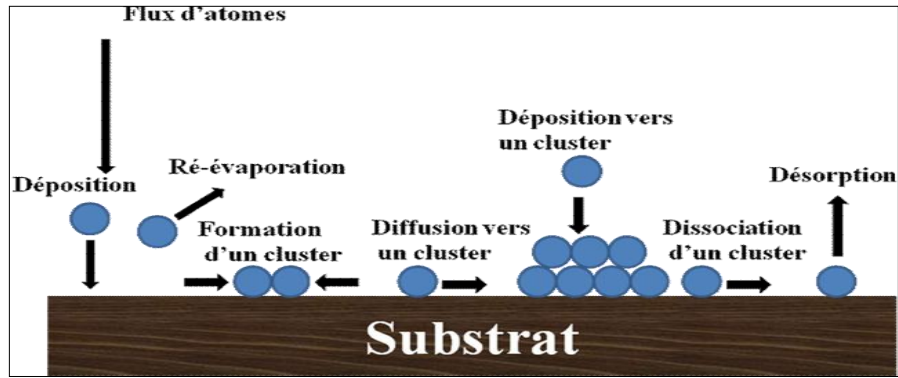 Flux d'atomes
Déposition
Ré-évaporation
Formation
d'un cluster
Diffusion vers
un cluster
Déposition vers
un cluster
Dissociation
d'un cluster
Désorption
Substrat